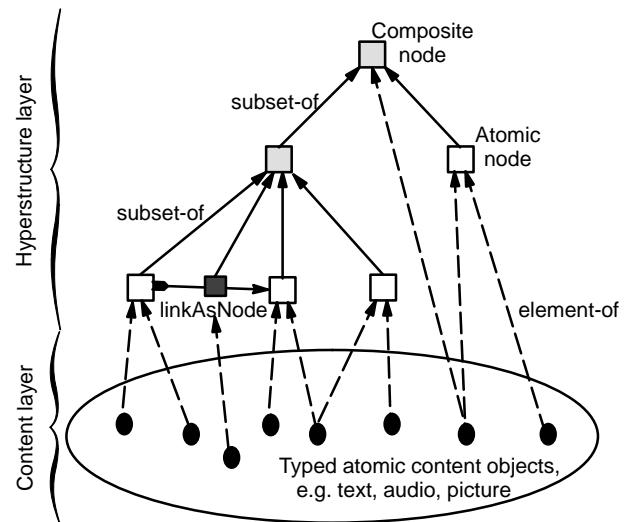 Composite
node
Hyperstructure layer
subset-of
Atomic
node
subset-of
linkAsNode
element-of
Content layer
Typed atomic content objects,
e.g. text, audio, picture